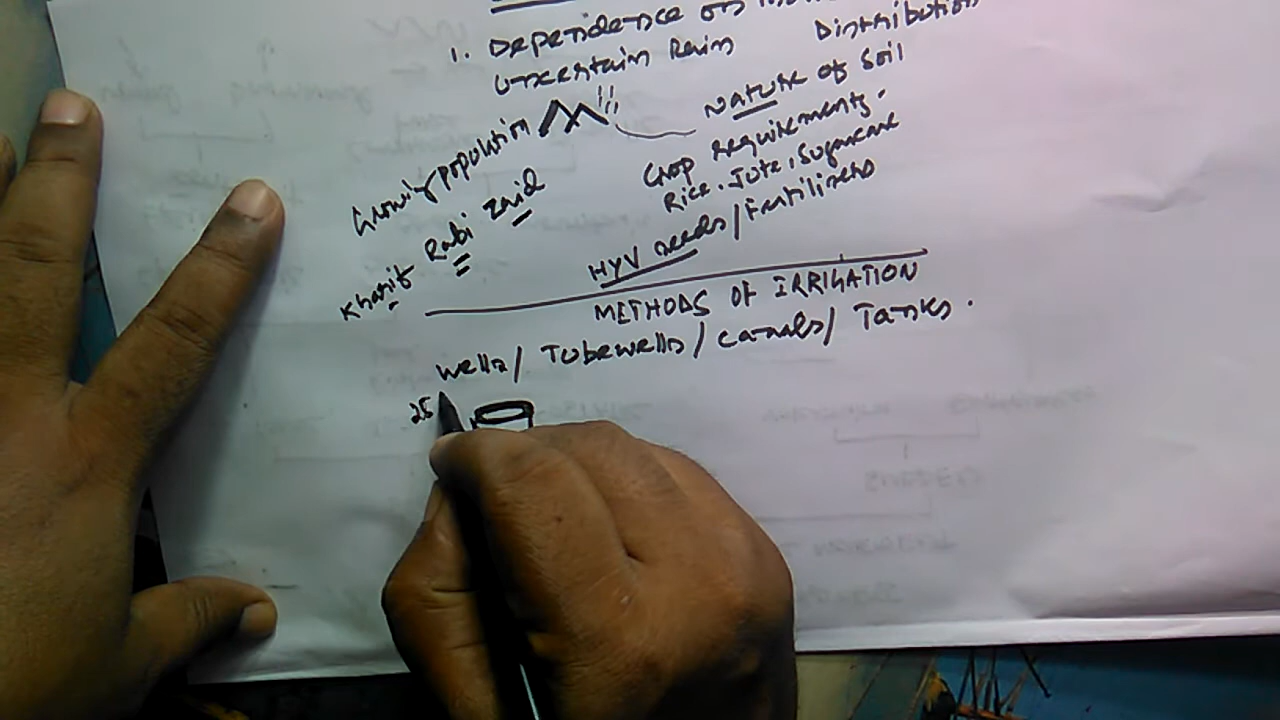 1. Dependence on
Uncertain Rain Distribution
Growing population
Nature of Soil
Crop requirements.
Rice. Jute, Sugarcane
Kharif Rabi Zaid
HYV seeds/Fertilizers
METHODS OF IRRIGATION
Wells/ Tubewells/ Canals/ Tanks.
25